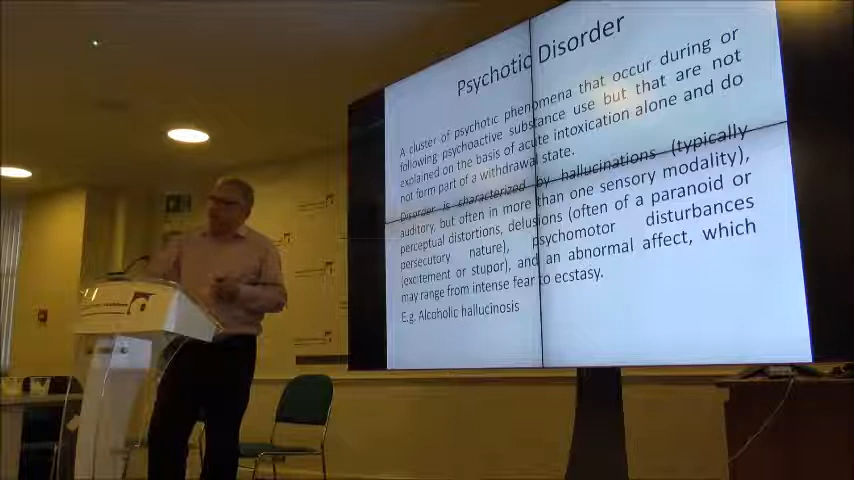 Psychotic Disorder
A cluster of psychotic phenomena that occur during or
following psychoactive substance use but that are not
explained on the basis of acute intoxication alone and do
not form part of a withdrawal state.
Disorder is characterized by hallucinations (typically
auditory, but often in more than one sensory modality),
perceptual distortions, delusions (often of a paranoid or
persecutory nature), psychomotor disturbances
(excitement or stupor), and an abnormal affect, which
may range from intense fear to ecstasy.
E.g. Alcoholic hallucinosis